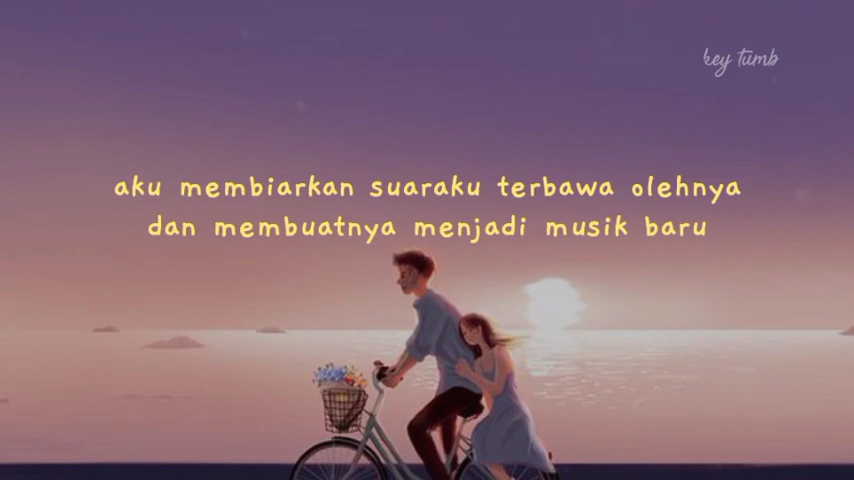 key tumb
aku membiarkan suaraku terbawa olehnya
dan membuatnya menjadi musik baru